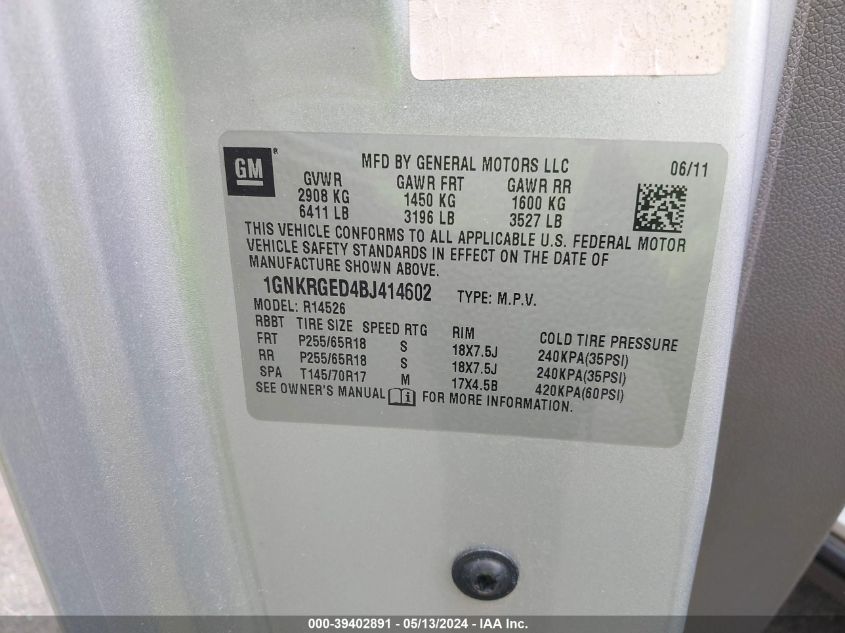 GM®
MFD BY GENERAL MOTORS LLC 06/11
GVWR GAWR FRT GAWR RR
2908 KG 1450 KG 1600 KG
6411 LB 3196 LB 3527 LB
THIS VEHICLE CONFORMS TO ALL APPLICABLE U.S. FEDERAL MOTOR
VEHICLE SAFETY STANDARDS IN EFFECT ON THE DATE OF
MANUFACTURE SHOWN ABOVE.
1GNKRGED4BJ414602 TYPE: M.P.V.
MODEL: R14526
RBBT TIRE SIZE SPEED RTG RIM COLD TIRE PRESSURE
FRT P255/65R18 S 18X7.5J 240KPA(35PSI)
RR P255/65R18 S 18X7.5J 240KPA(35PSI)
SPA T145/70R17 M 17X4.5B 420KPA(60PSI)
SEE OWNER'S MANUAL FOR MORE INFORMATION.
000-39402891 - 05/13/2024 - IAA Inc.